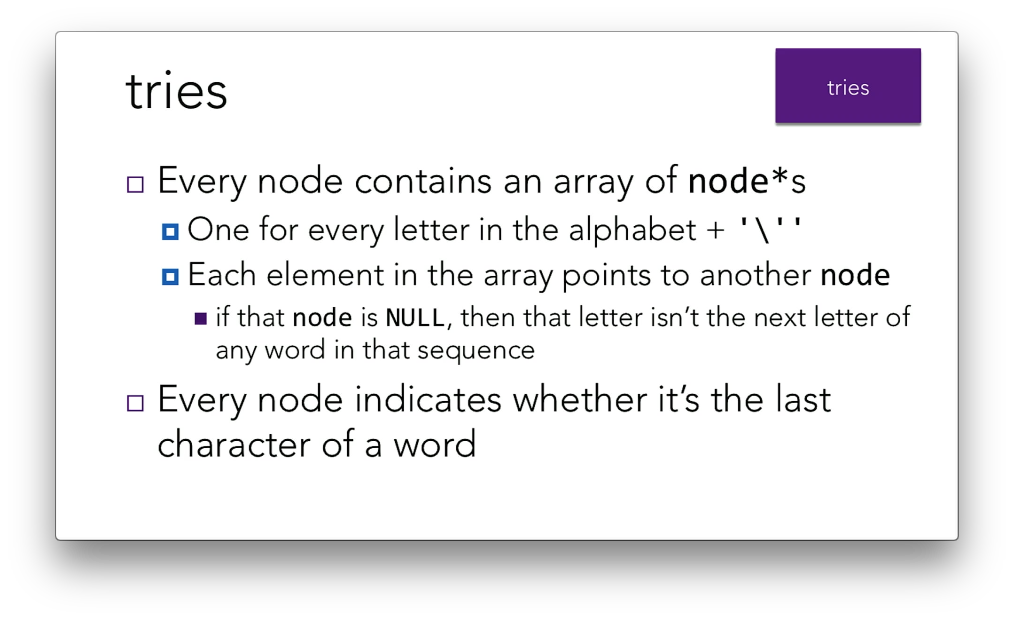 tries
tries
Every node contains an array of node*s
One for every letter in the alphabet + '\''
Each element in the array points to another node
if that node is NULL, then that letter isn’t the next letter of
any word in that sequence
Every node indicates whether it’s the last
character of a word